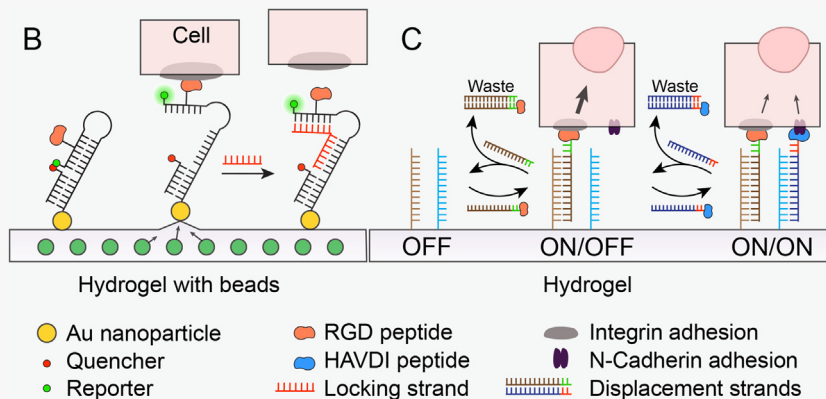 B
Cell
C
Waste
Waste
OFF
ON/OFF
ON/ON
Hydrogel with beads
Hydrogel
Au nanoparticle
RGD peptide
Integrin adhesion
Quencher
HAVDI peptide
N-Cadherin adhesion
Reporter
Locking strand
Displacement strands